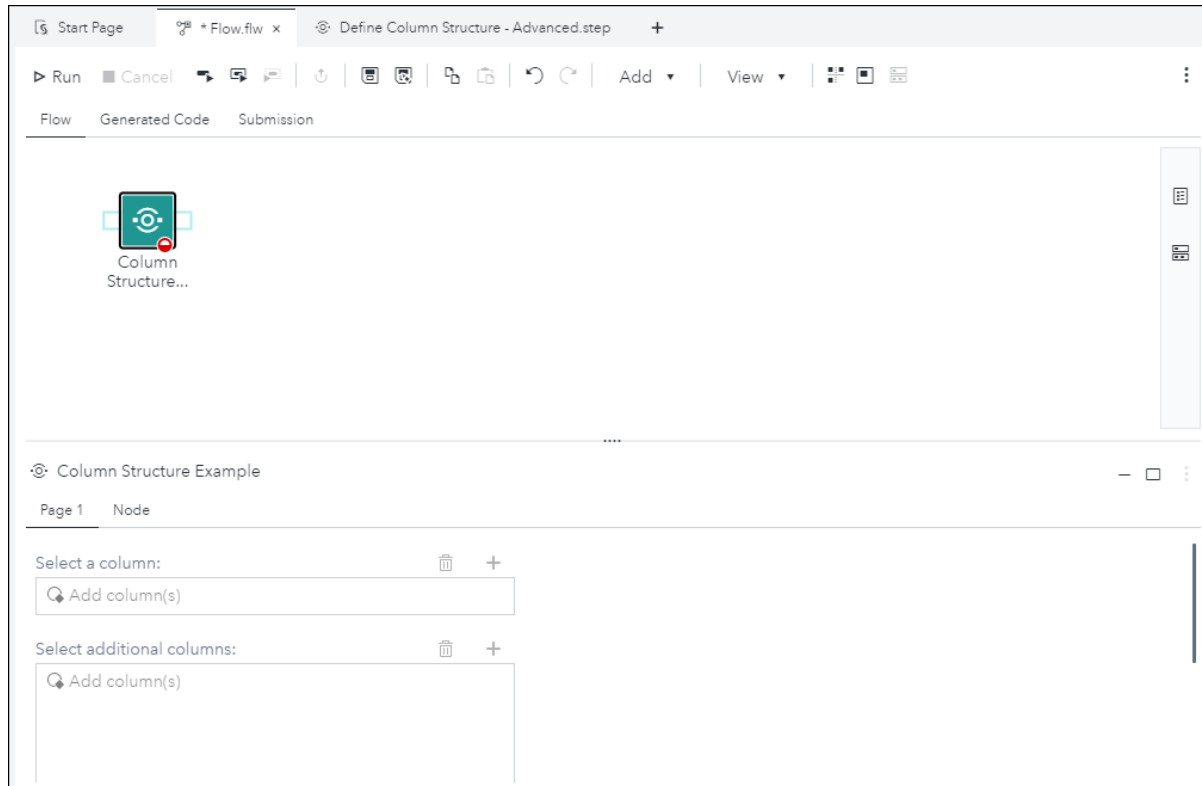 Start Page * Flow.flw × Define Column Structure - Advanced.step +
Run Cancel Add View
Flow Generated Code Submission
Column
Structure...
Column Structure Example
Page 1 Node
Select a column:
Add column(s)
Select additional columns:
Add column(s)